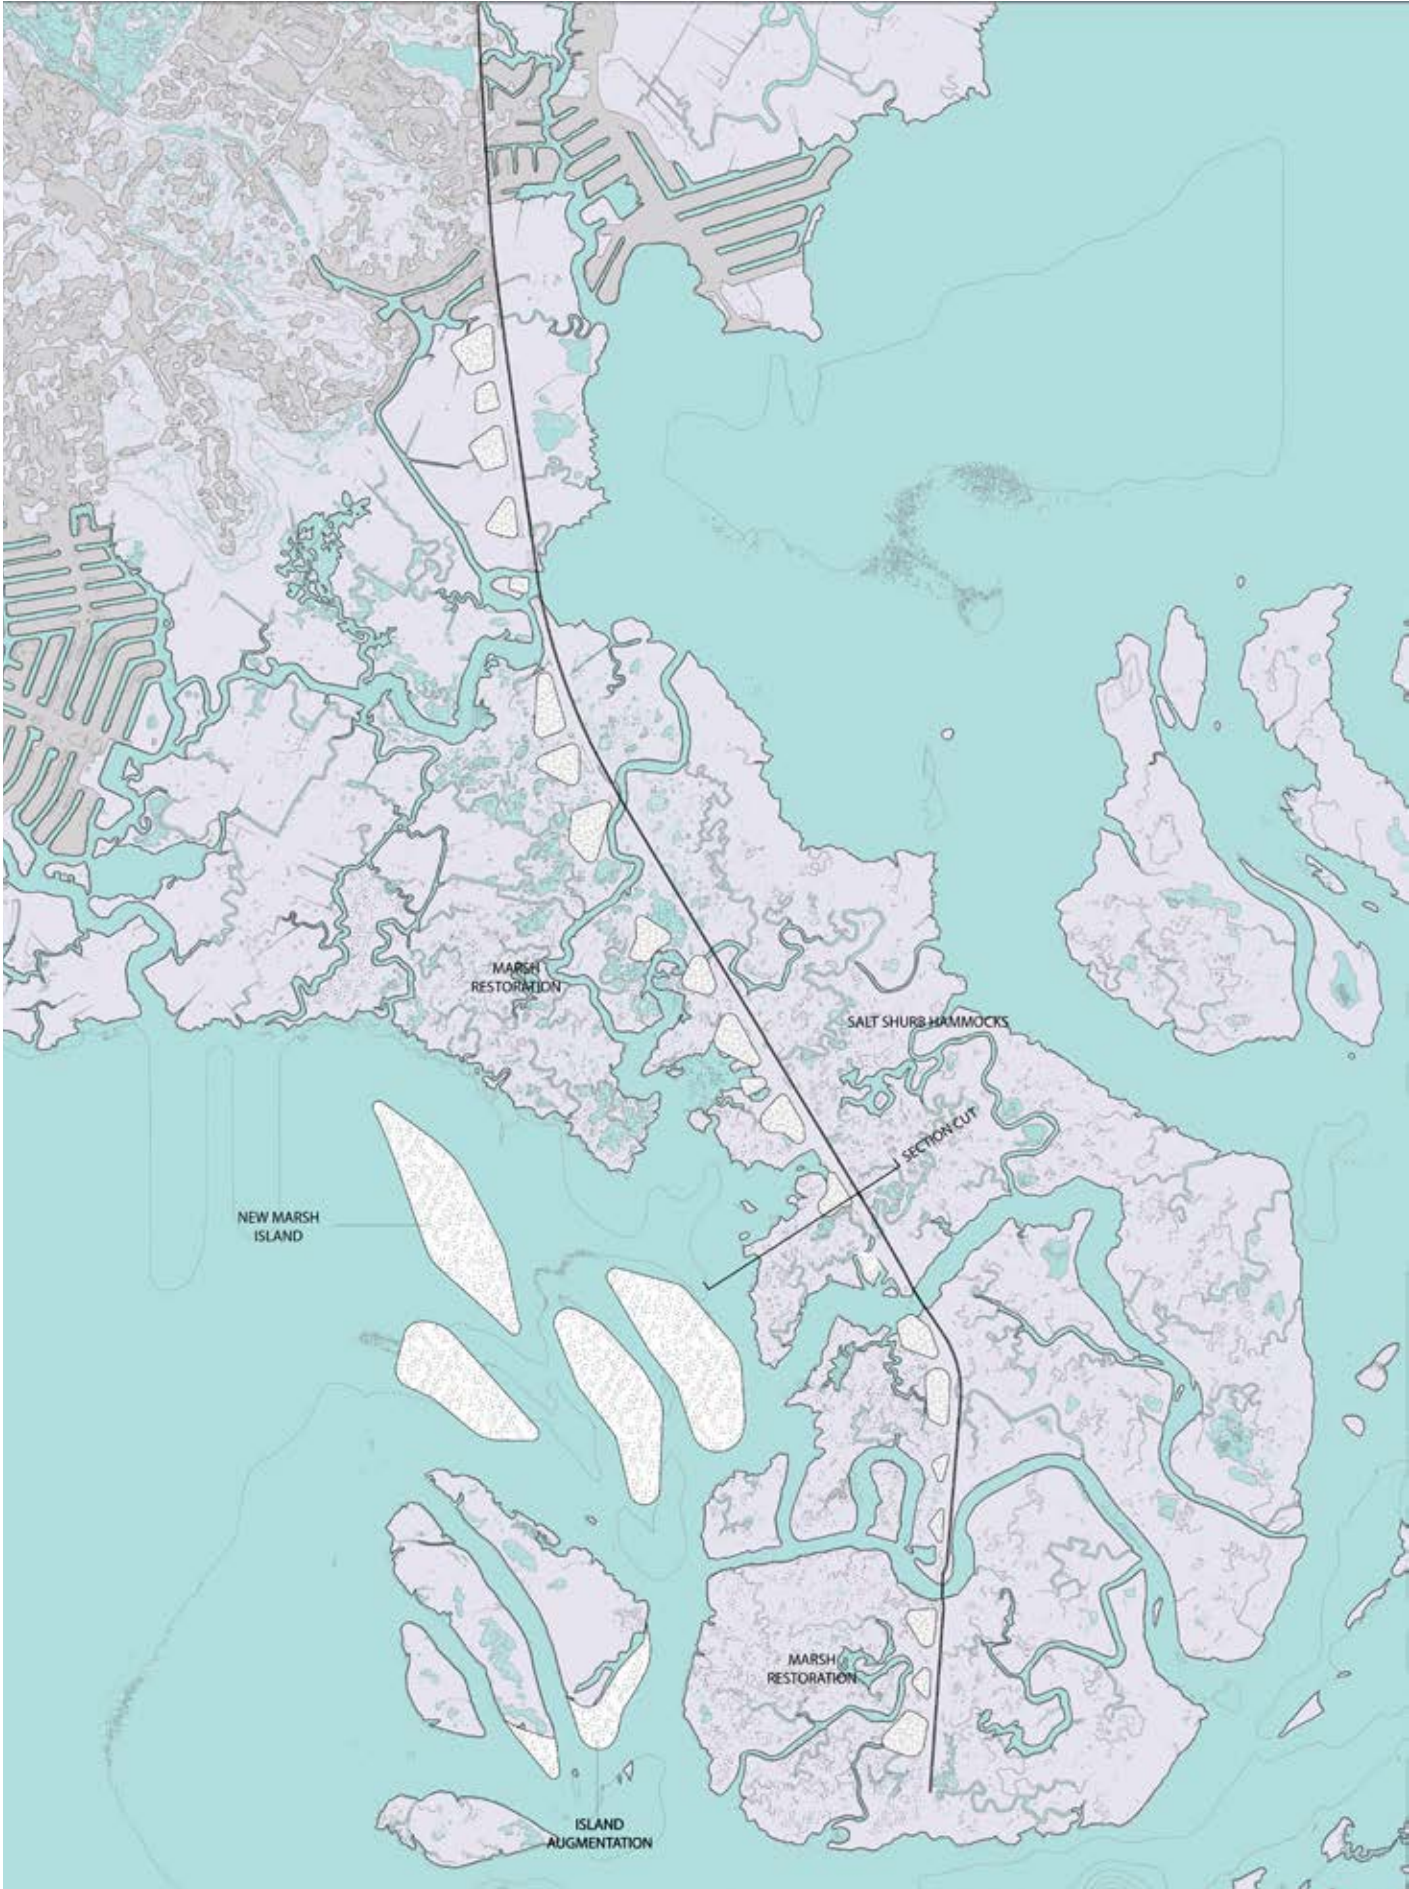 MARSH
RESTORATION
SALT SHURB HAMMOCKS
SECTION CUT
NEW MARSH
ISLAND
MARSH
RESTORATION
ISLAND
AUGMENTATION